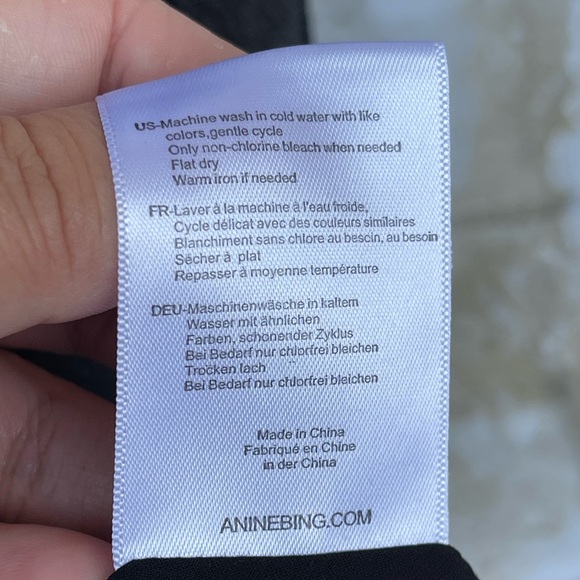 US-Machine wash in cold water with like
colors,gentle cycle
Only non-chlorine bleach when needed
Flat dry
Warm iron if needed
FR-Laver à la machine à l'eau froide,
Cycle délicat avec des couleurs similaires
Blanchiment sans chlore au besoin, au besoin
Sécher à plat
Repasser à moyenne température
DEU-Maschinenwäsche in kaltem
Wasser mit ähnlichen
Farben, schonender Zyklus
Bei Bedarf nur chlorfrei bleichen
Trocken lach
Bei Bedarf nur chlorfrei bleichen
Made in China
Fabriqué en Chine
in der China
ANINEBING.COM